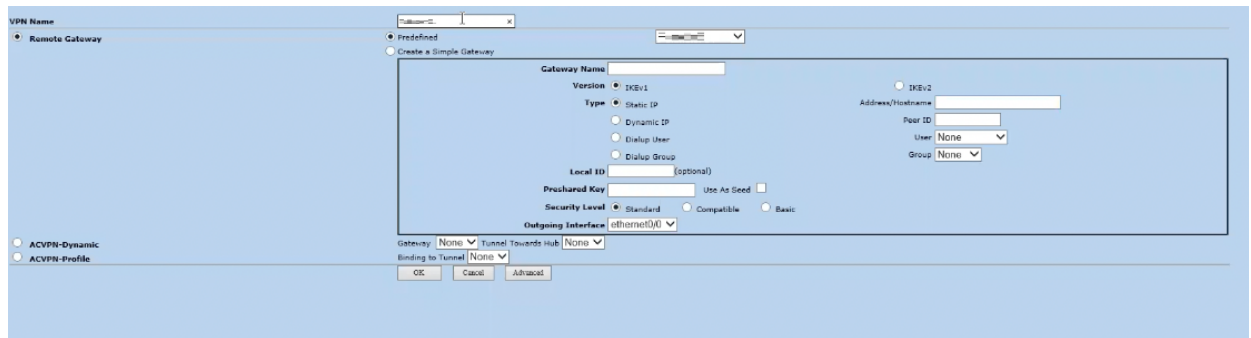 VPN Name
Remote Gateway Predefined
Create a Simple Gateway
Gateway Name
Version IKEv1 IKEv2
Type Static IP Address/Hostname
Dynamic IP Peer ID
Dialup User User None
Dialup Group Group None
Local ID (optional)
Preshared Key Use As Seed
Security Level Standard Compatible Basic
Outgoing Interface ethernet0/0
ACVPN-Dynamic Gateway None Tunnel Towards Hub None
ACVPN-Profile Binding to Tunnel None
OK Cancel Advanced